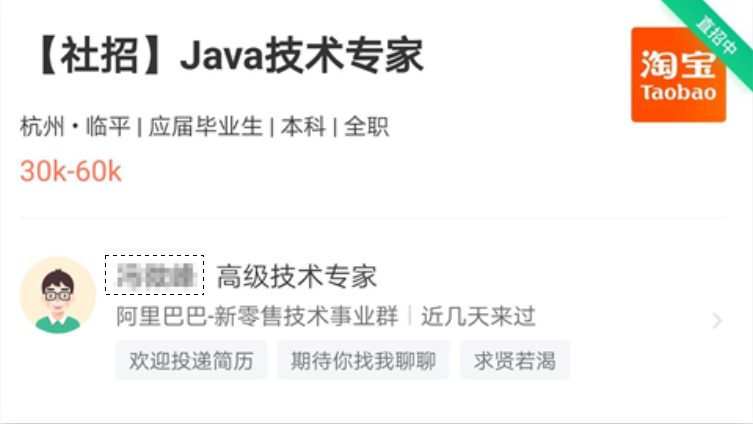 【社招】Java技术专家
淘宝
Taobao
直招中
杭州·临平 | 应届毕业生 | 本科 | 全职
30k-60k
高级技术专家
阿里巴巴-新零售技术事业群 | 近几天来过
欢迎投递简历 期待你找我聊聊 求贤若渴